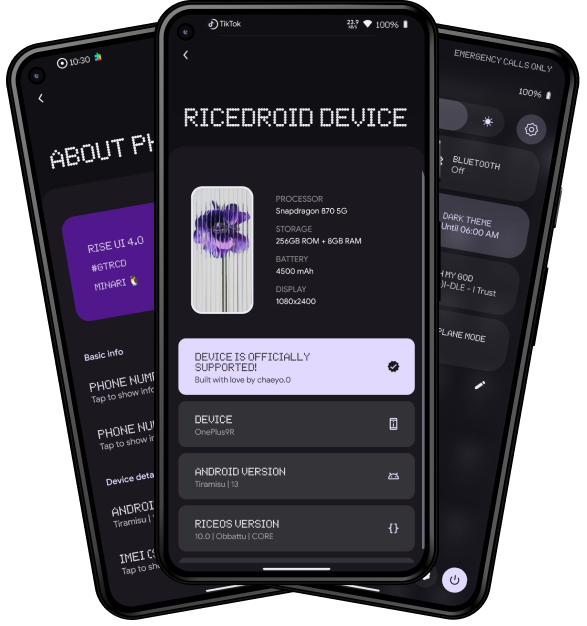 10:30
ABOUT PH
RISE UI 4.0
#GTRCD
MINARI 🐧
Basic info
PHONE NUM
Tap to show info
PHONE NU
Tap to show in
Device deta
ANDROI
Tiramisu |
IMEI
Tap to sh
TikTok
23.9
KB/S
100%
RICEDROID DEVICE
PROCESSOR
Snapdragon 870 5G
STORAGE
256GB ROM + 8GB RAM
BATTERY
4500 mAh
DISPLAY
1080x2400
DEVICE IS OFFICIALLY
SUPPORTED!
Built with love by chaeyo.0
DEVICE
OnePlus9R
ANDROID VERSION
Tiramisu | 13
RICEOS VERSION
10.0 | Obbattu | CORE
EMERGENCY CALLS ONLY
100%
BLUETOOTH
Off
DARK THEME
Until 06:00 AM
MY GOD
I-DLE - I Trust
PLANE MODE